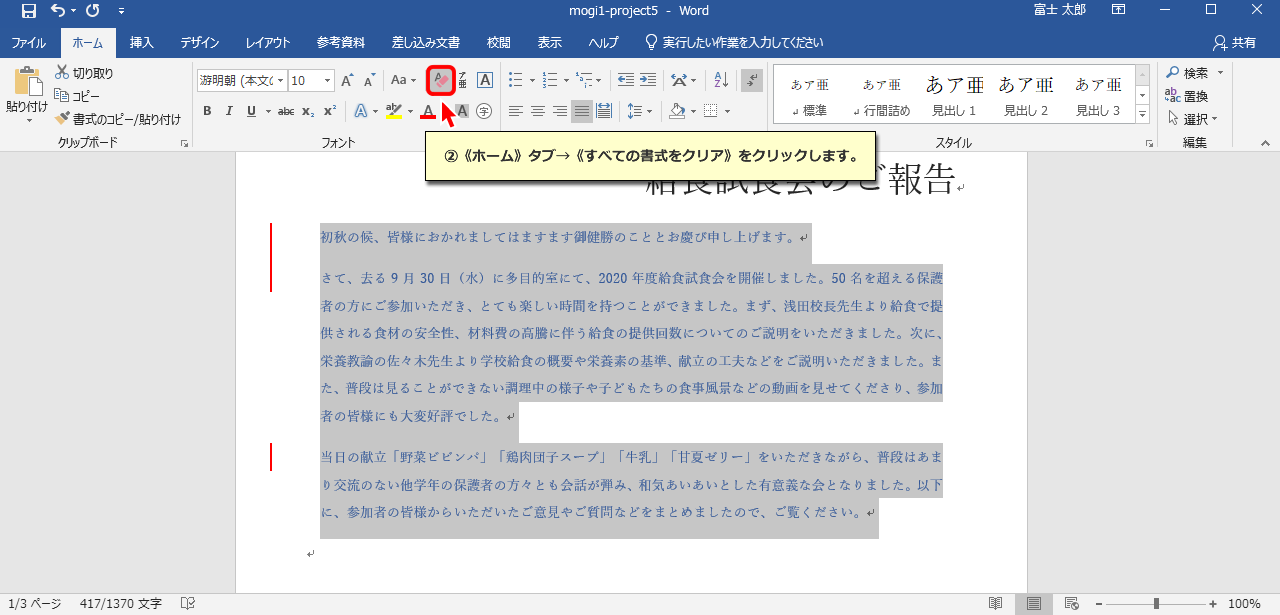 mogi1-project5 - Word
富士 太郎
ファイル ホーム 挿入 デザイン レイアウト 参考資料 差し込み文書 校閲 表示 ヘルプ 実行したい作業を入力してください 共有
貼り付け
切り取り
コピー
書式のコピー/貼り付け
クリップボード
游明朝 (本文の 10
B I U abc x₂ x²
フォント
あア亜 標準
あア亜 行間詰め
あア亜 見出し 1
あア亜 見出し 2
あア亜 見出し 3
スタイル
検索
置換
選択
編集
②《ホーム》タブ→《すべての書式をクリア》をクリックします。
給食試食会のご報告
初秋の候、皆様におかれましてはますます御健勝のこととお慶び申し上げます。
さて、去る 9 月 30 日（水）に多目的室にて、2020 年度給食試食会を開催しました。50 名を超える保護
者の方にご参加いただき、とても楽しい時間を持つことができました。まず、浅田校長先生より給食で提
供される食材の安全性、材料費の高騰に伴う給食の提供回数についてのご説明をいただきました。次に、
栄養教諭の佐々木先生より学校給食の概要や栄養素の基準、献立の工夫などをご説明いただきました。ま
た、普段は見ることができない調理中の様子や子どもたちの食事風景などの動画を見せてくださり、参加
者の皆様にも大変好評でした。
当日の献立「野菜ビビンバ」「鶏肉団子スープ」「牛乳」「甘夏ゼリー」をいただきながら、普段はあま
り交流のない他学年の保護者の方々とも会話が弾み、和気あいあいとした有意義な会となりました。以下
に、参加者の皆様からいただいたご意見やご質問などをまとめましたので、ご覧ください。
1/3 ページ 417/1370 文字 100%